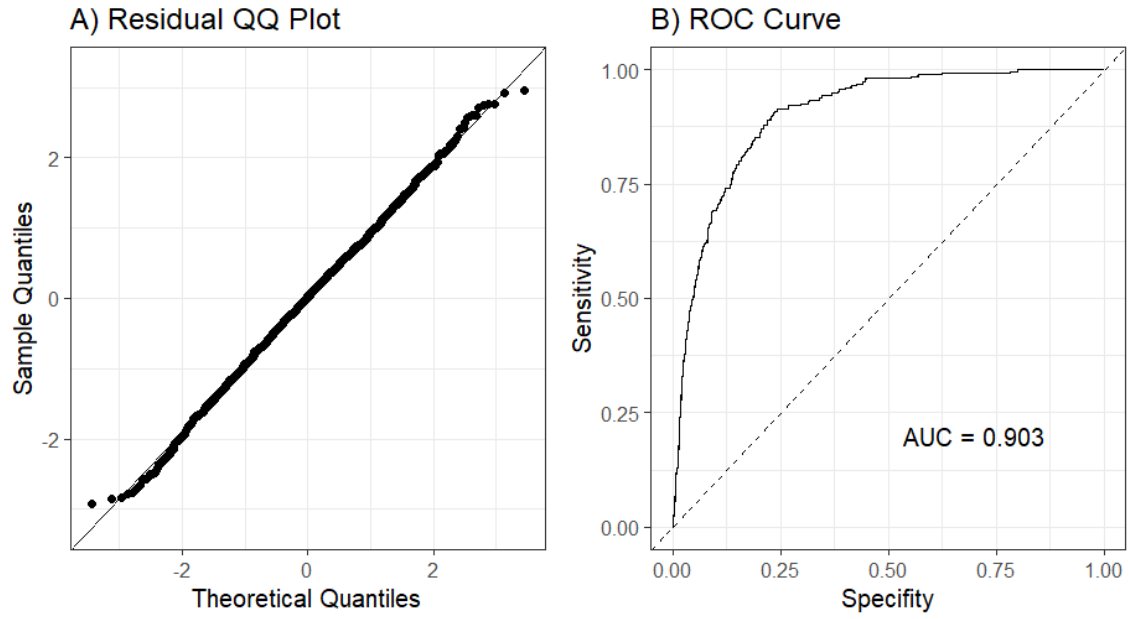 A) Residual QQ Plot
Sample Quantiles
2
0
-2
-2 0 2
Theoretical Quantiles
B) ROC Curve
Sensitivity
1.00
0.75
0.50
0.25
0.00
AUC = 0.903
0.00 0.25 0.50 0.75 1.00
Specifity